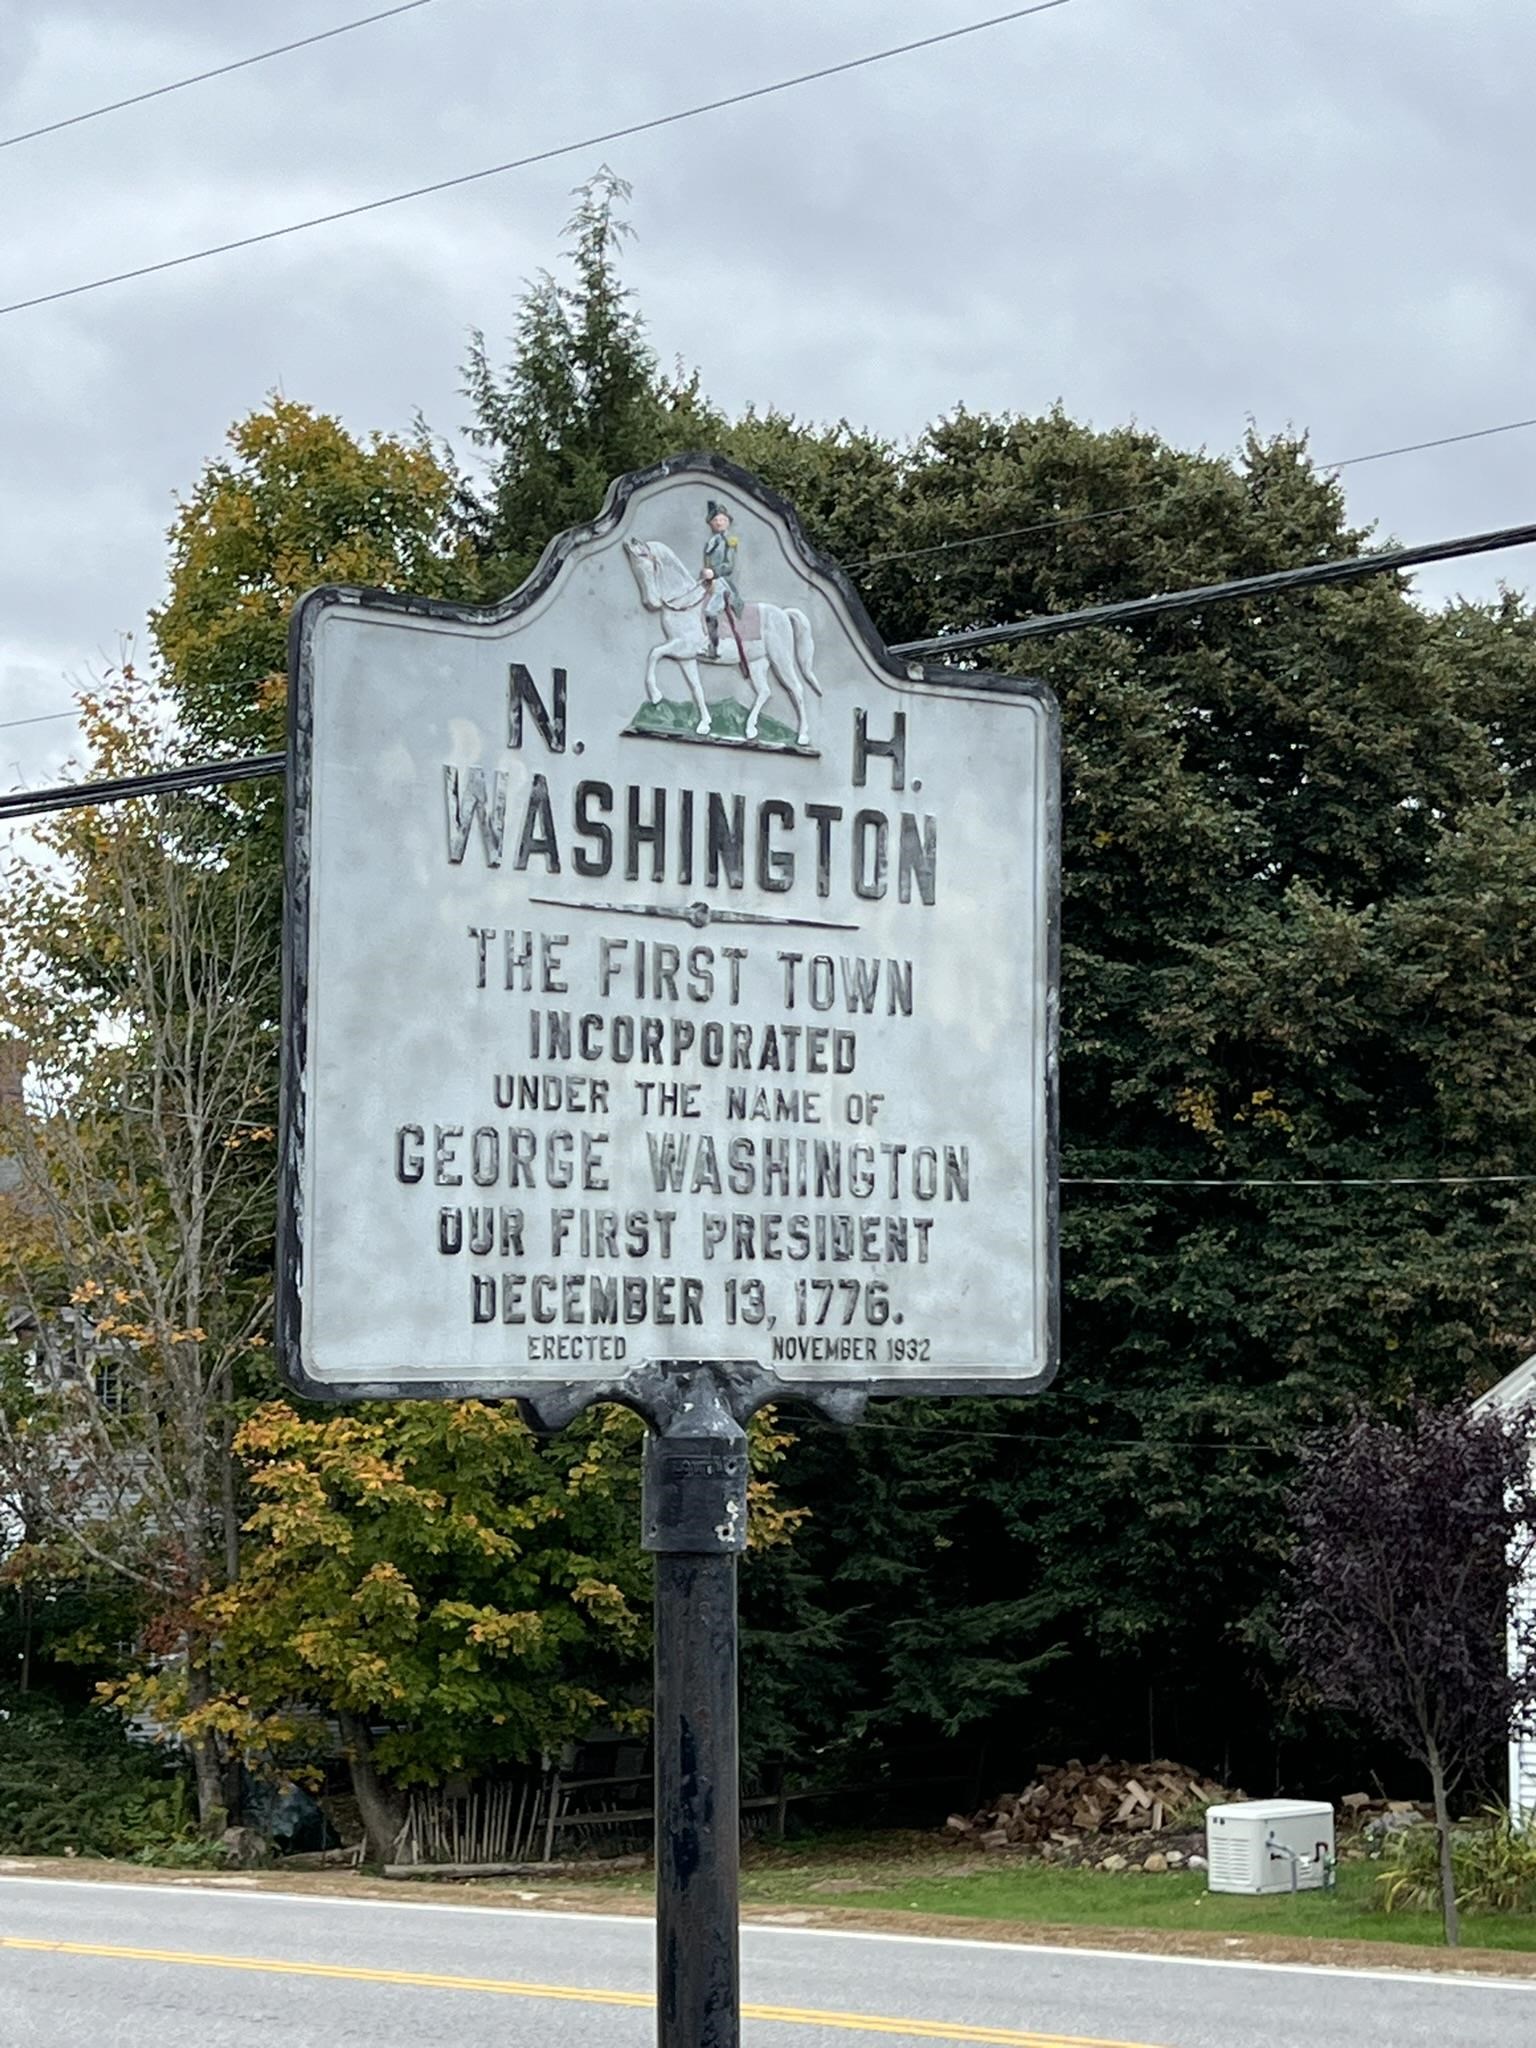 N. H.
WASHINGTON
THE FIRST TOWN
INCORPORATED
UNDER THE NAME OF
GEORGE WASHINGTON
OUR FIRST PRESIDENT
DECEMBER 13, 1776.
ERECTED NOVEMBER 1932